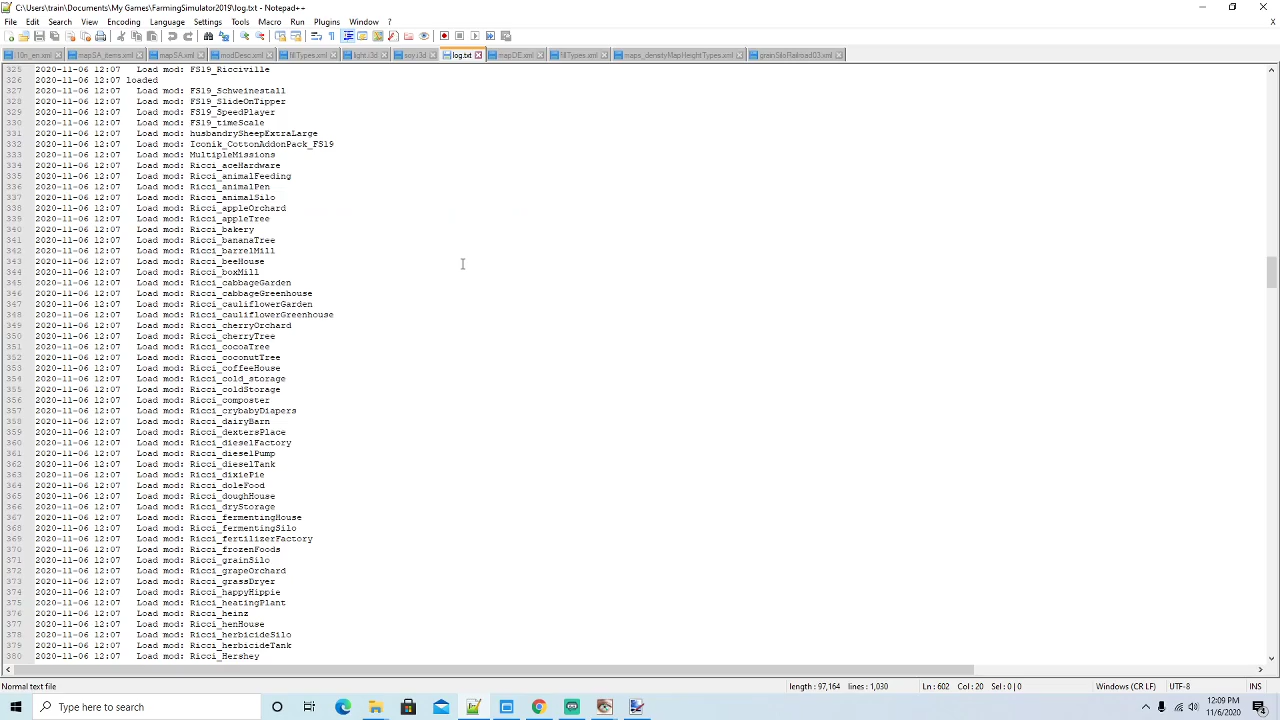 C:\Users\train\Documents\My Games\FarmingSimulator2019\log.txt - Notepad++
File Edit Search View Encoding Language Settings Tools Macro Run Plugins Window ?
l10n_en.xml mapSA_items.xml mapSA.xml modDesc.xml fillTypes.xml light.i3d soy.i3d log.txt mapDE.xml fillTypes.xml maps_densityMapHeightTypes.xml grainSiloRailroad03.xml
325 2020-11-06 12:07 Load mod: FS19_Ricciville
326 2020-11-06 12:07 loaded
327 2020-11-06 12:07 Load mod: FS19_Schweinestall
328 2020-11-06 12:07 Load mod: FS19_SlideOnTipper
329 2020-11-06 12:07 Load mod: FS19_SpeedPlayer
330 2020-11-06 12:07 Load mod: FS19_timeScale
331 2020-11-06 12:07 Load mod: husbandrySheepExtraLarge
332 2020-11-06 12:07 Load mod: Iconik_CottonAddonPack_FS19
333 2020-11-06 12:07 Load mod: MultipleMissions
334 2020-11-06 12:07 Load mod: Ricci_aceHardware
335 2020-11-06 12:07 Load mod: Ricci_animalFeeding
336 2020-11-06 12:07 Load mod: Ricci_animalPen
337 2020-11-06 12:07 Load mod: Ricci_animalSilo
338 2020-11-06 12:07 Load mod: Ricci_appleOrchard
339 2020-11-06 12:07 Load mod: Ricci_appleTree
340 2020-11-06 12:07 Load mod: Ricci_bakery
341 2020-11-06 12:07 Load mod: Ricci_bananaTree
342 2020-11-06 12:07 Load mod: Ricci_barrelMill
343 2020-11-06 12:07 Load mod: Ricci_beeHouse
344 2020-11-06 12:07 Load mod: Ricci_boxMill
345 2020-11-06 12:07 Load mod: Ricci_cabbageGarden
346 2020-11-06 12:07 Load mod: Ricci_cabbageGreenhouse
347 2020-11-06 12:07 Load mod: Ricci_cauliflowerGarden
348 2020-11-06 12:07 Load mod: Ricci_cauliflowerGreenhouse
349 2020-11-06 12:07 Load mod: Ricci_cherryOrchard
350 2020-11-06 12:07 Load mod: Ricci_cherryTree
351 2020-11-06 12:07 Load mod: Ricci_cocoaTree
352 2020-11-06 12:07 Load mod: Ricci_coconutTree
353 2020-11-06 12:07 Load mod: Ricci_coffeeHouse
354 2020-11-06 12:07 Load mod: Ricci_cold_storage
355 2020-11-06 12:07 Load mod: Ricci_coldStorage
356 2020-11-06 12:07 Load mod: Ricci_composter
357 2020-11-06 12:07 Load mod: Ricci_crybabyDiapers
358 2020-11-06 12:07 Load mod: Ricci_dairyBarn
359 2020-11-06 12:07 Load mod: Ricci_dextersPlace
360 2020-11-06 12:07 Load mod: Ricci_dieselFactory
361 2020-11-06 12:07 Load mod: Ricci_dieselPump
362 2020-11-06 12:07 Load mod: Ricci_dieselTank
363 2020-11-06 12:07 Load mod: Ricci_dixiePie
364 2020-11-06 12:07 Load mod: Ricci_doleFood
365 2020-11-06 12:07 Load mod: Ricci_doughHouse
366 2020-11-06 12:07 Load mod: Ricci_dryStorage
367 2020-11-06 12:07 Load mod: Ricci_fermentingHouse
368 2020-11-06 12:07 Load mod: Ricci_fermentingSilo
369 2020-11-06 12:07 Load mod: Ricci_fertilizerFactory
370 2020-11-06 12:07 Load mod: Ricci_frozenFoods
371 2020-11-06 12:07 Load mod: Ricci_grainSilo
372 2020-11-06 12:07 Load mod: Ricci_grapeOrchard
373 2020-11-06 12:07 Load mod: Ricci_grassDryer
374 2020-11-06 12:07 Load mod: Ricci_happyHippie
375 2020-11-06 12:07 Load mod: Ricci_heatingPlant
376 2020-11-06 12:07 Load mod: Ricci_heinz
377 2020-11-06 12:07 Load mod: Ricci_henHouse
378 2020-11-06 12:07 Load mod: Ricci_herbicideSilo
379 2020-11-06 12:07 Load mod: Ricci_herbicideTank
380 2020-11-06 12:07 Load mod: Ricci_Hershey
Normal text file length : 97,164 lines : 1,030 Ln : 602 Col : 20 Sel : 0 | 0 Windows (CR LF) UTF-8 INS
Type here to search
12:09 PM
11/6/2020